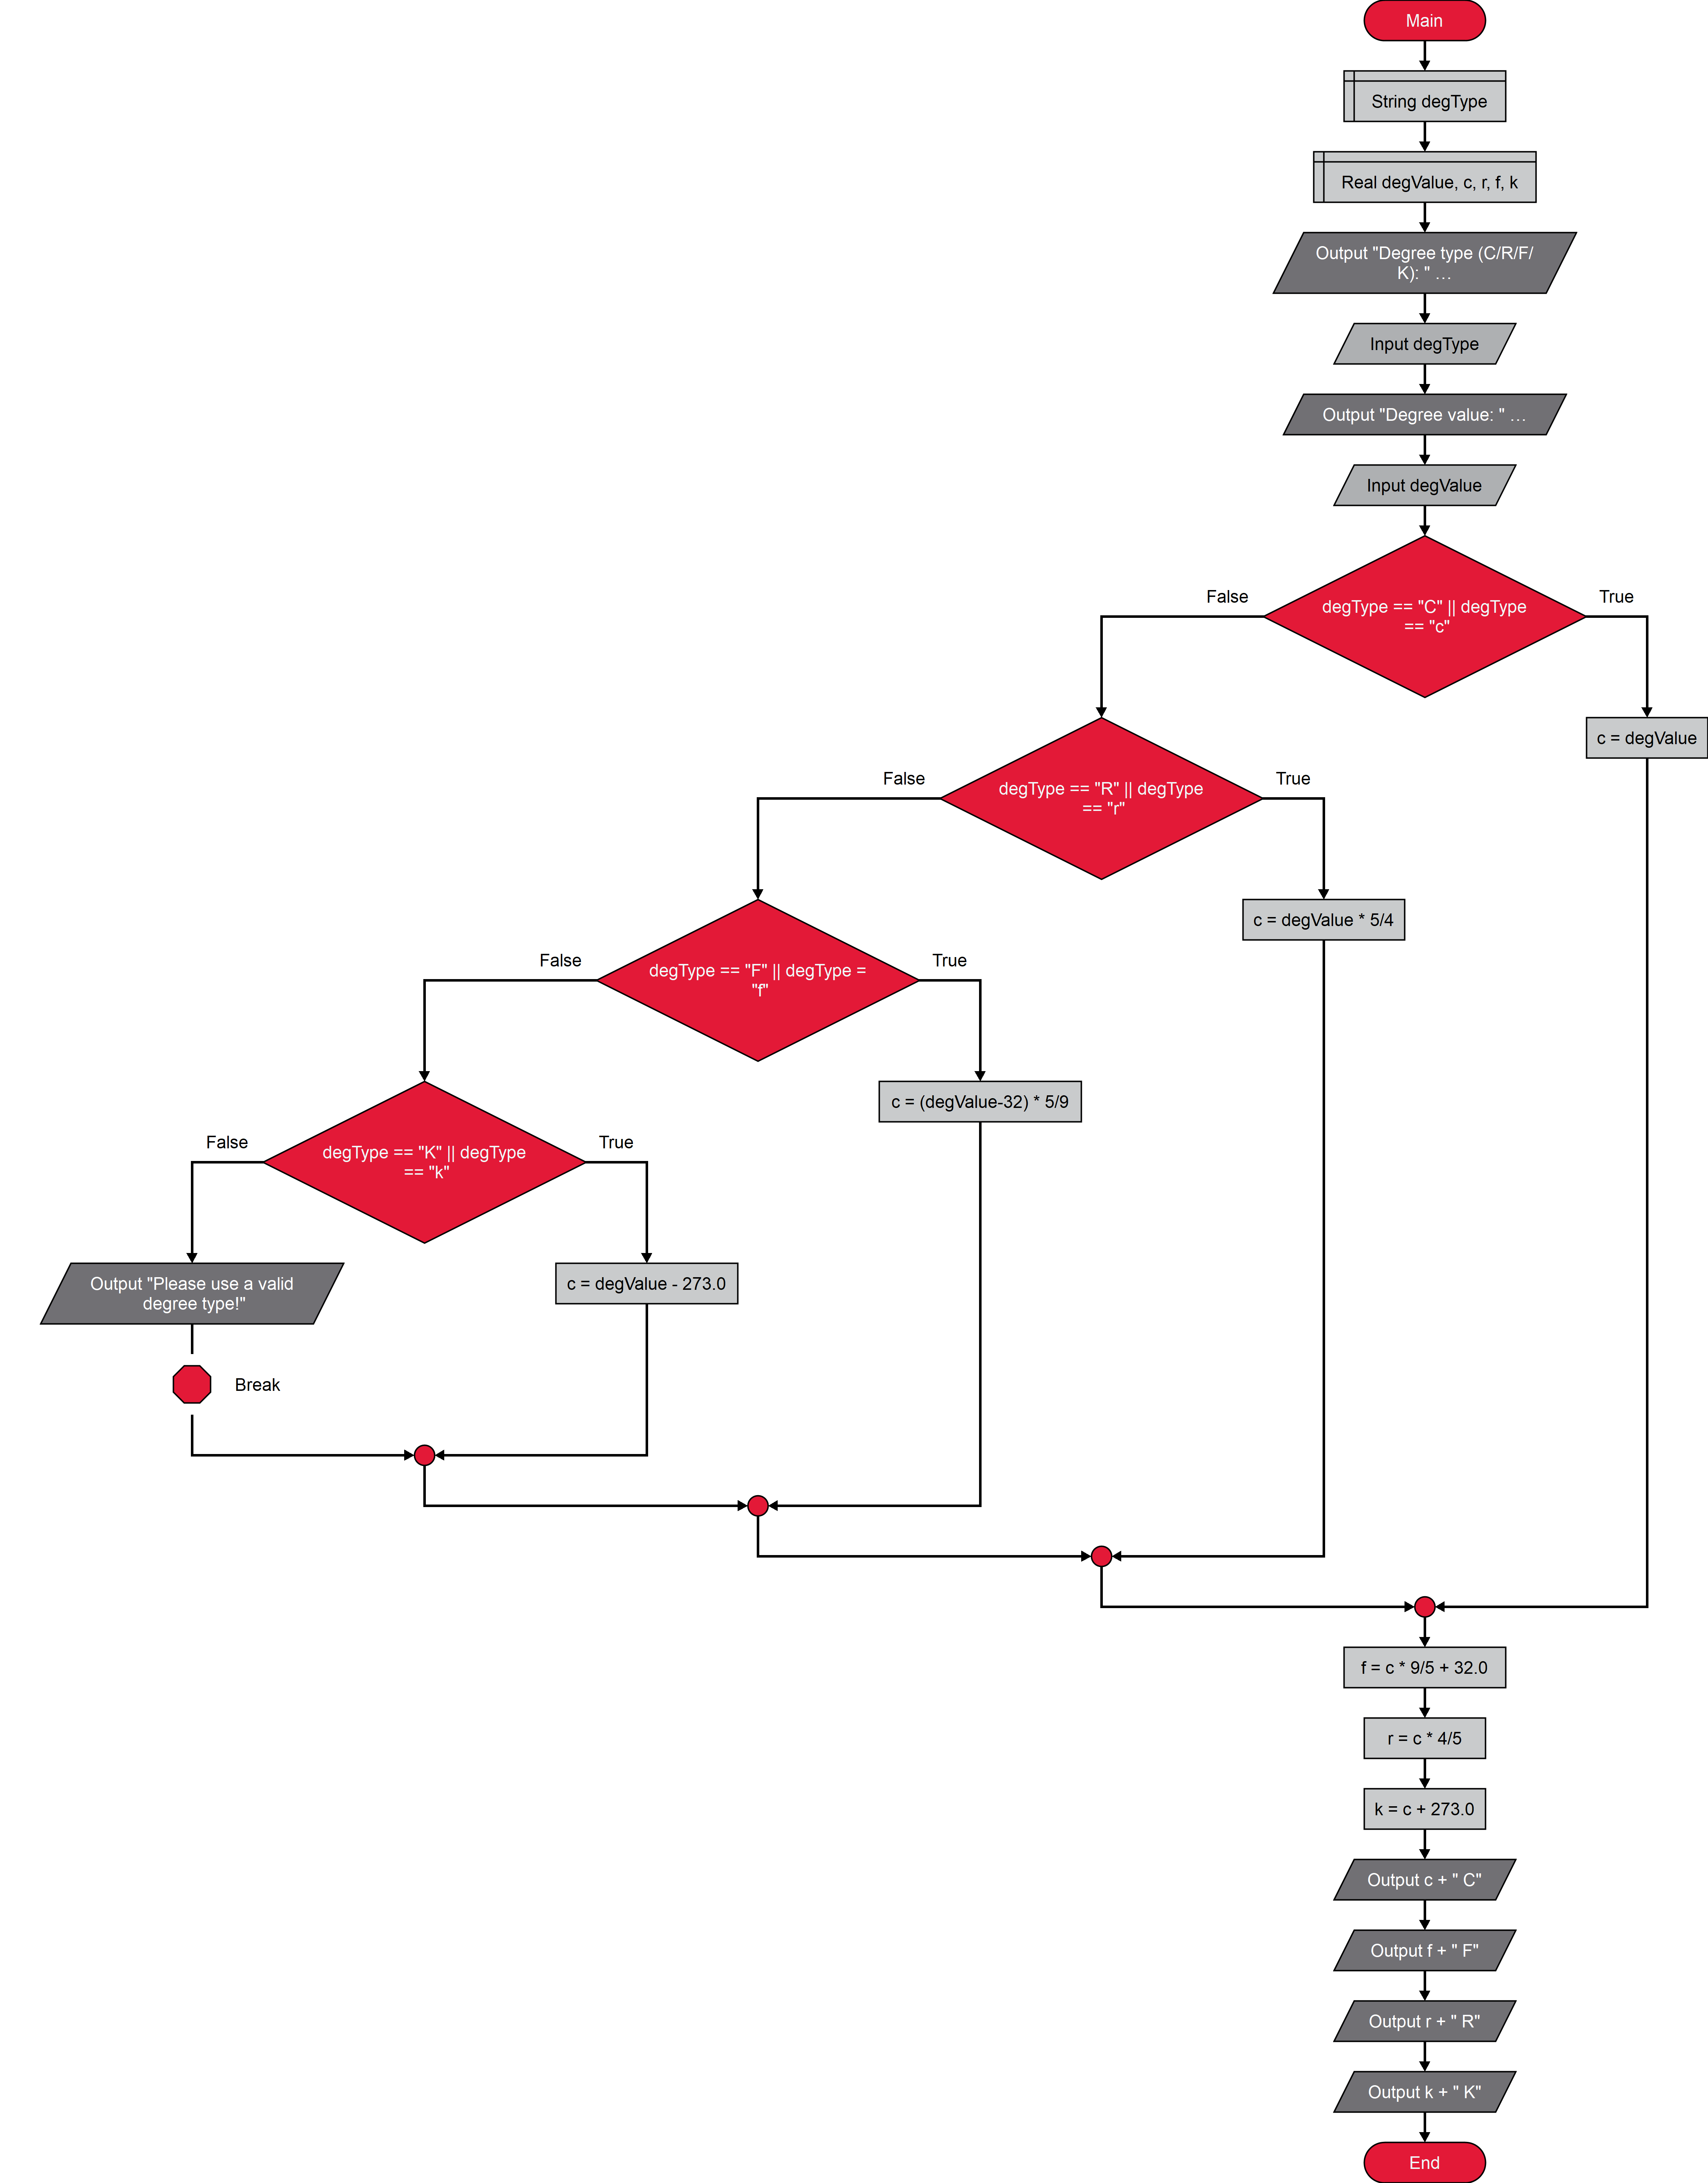 Main
String degType
Real degValue, c, r, f, k
Output "Degree type (C/R/F/
K): " …
Input degType
Output "Degree value: " …
Input degValue
False
degType == "C" || degType
== "c"
True
c = degValue
False
degType == "R" || degType
== "r"
True
c = degValue * 5/4
False
degType == "F" || degType =
"f"
True
c = (degValue-32) * 5/9
False
degType == "K" || degType
== "k"
True
Output "Please use a valid
degree type!"
c = degValue - 273.0
Break
f = c * 9/5 + 32.0
r = c * 4/5
k = c + 273.0
Output c + " C"
Output f + " F"
Output r + " R"
Output k + " K"
End